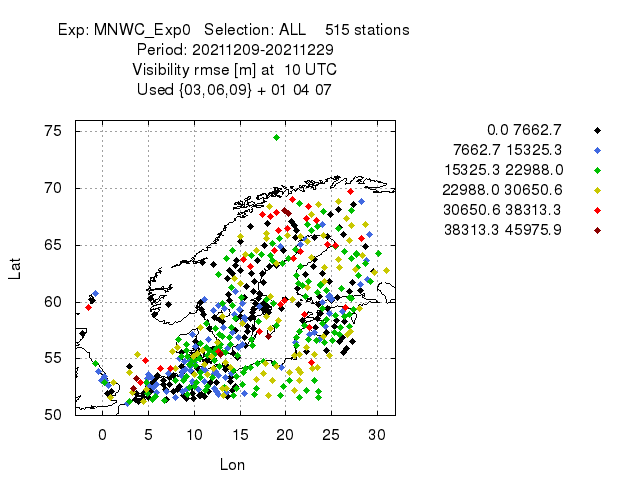 Exp: MNWC_Exp0 Selection: ALL 515 stations
Period: 20211209-20211229
Visibility rmse [m] at 10 UTC
Used {03,06,09} + 01 04 07
0.0 7662.7
7662.7 15325.3
15325.3 22988.0
22988.0 30650.6
30650.6 38313.3
38313.3 45975.9
75
70
65
60
55
50
Lat
0 5 10 15 20 25 30
Lon